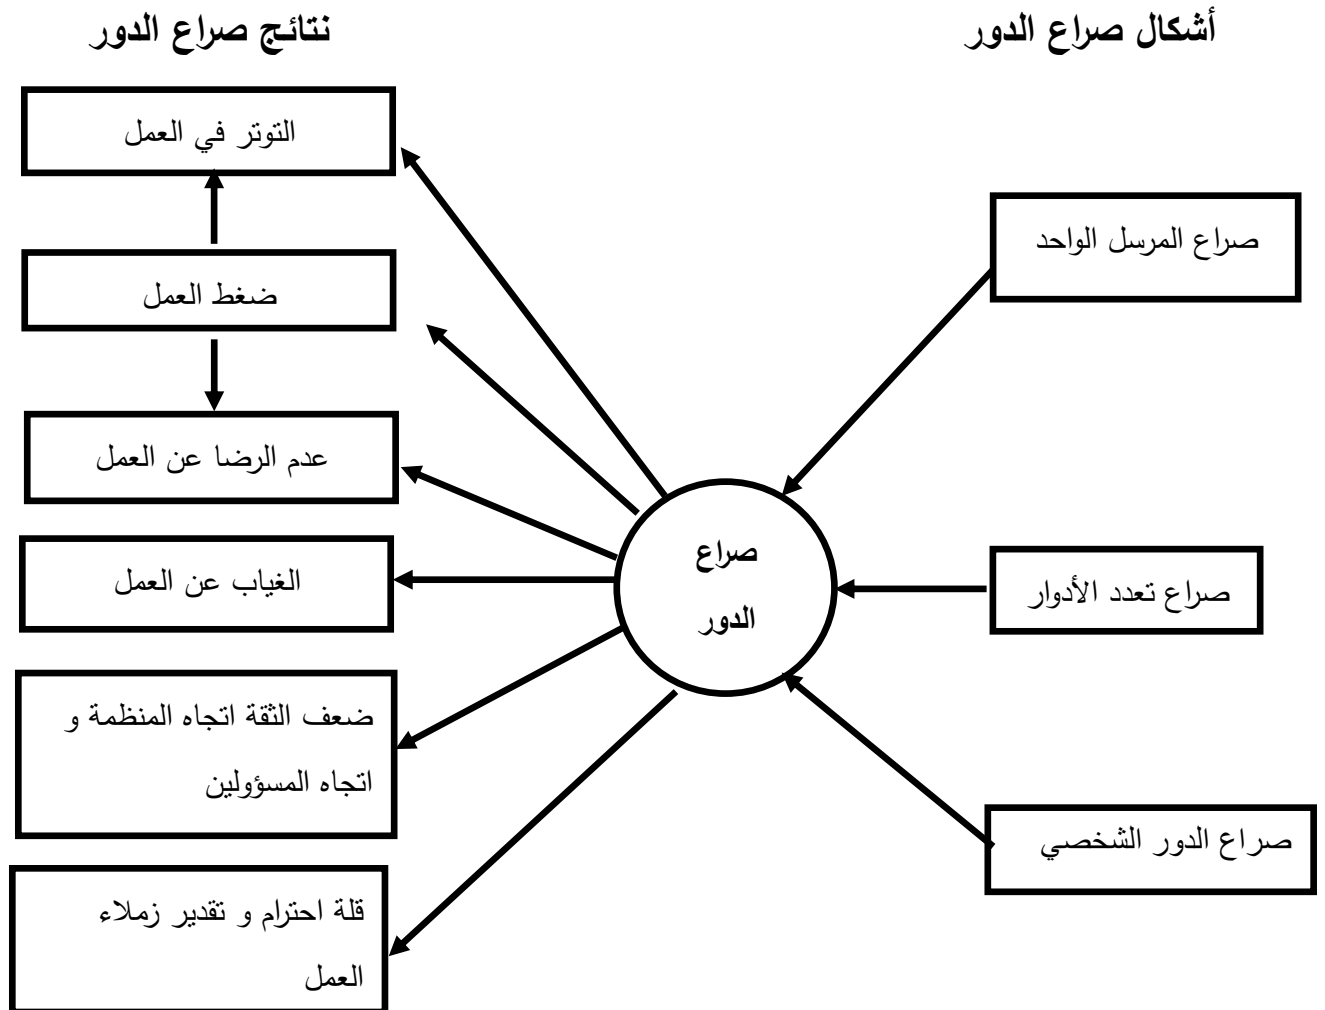 أشكال صراع الدور
نتائج صراع الدور
صراع المرسل الواحد
صراع تعدد الأدوار
صراع الدور الشخصي
صراع
الدور
التوتر في العمل
ضغط العمل
عدم الرضا عن العمل
الغياب عن العمل
ضعف الثقة اتجاه المنظمة و
اتجاه المسؤولين
قلة احترام و تقدير زملاء
العمل